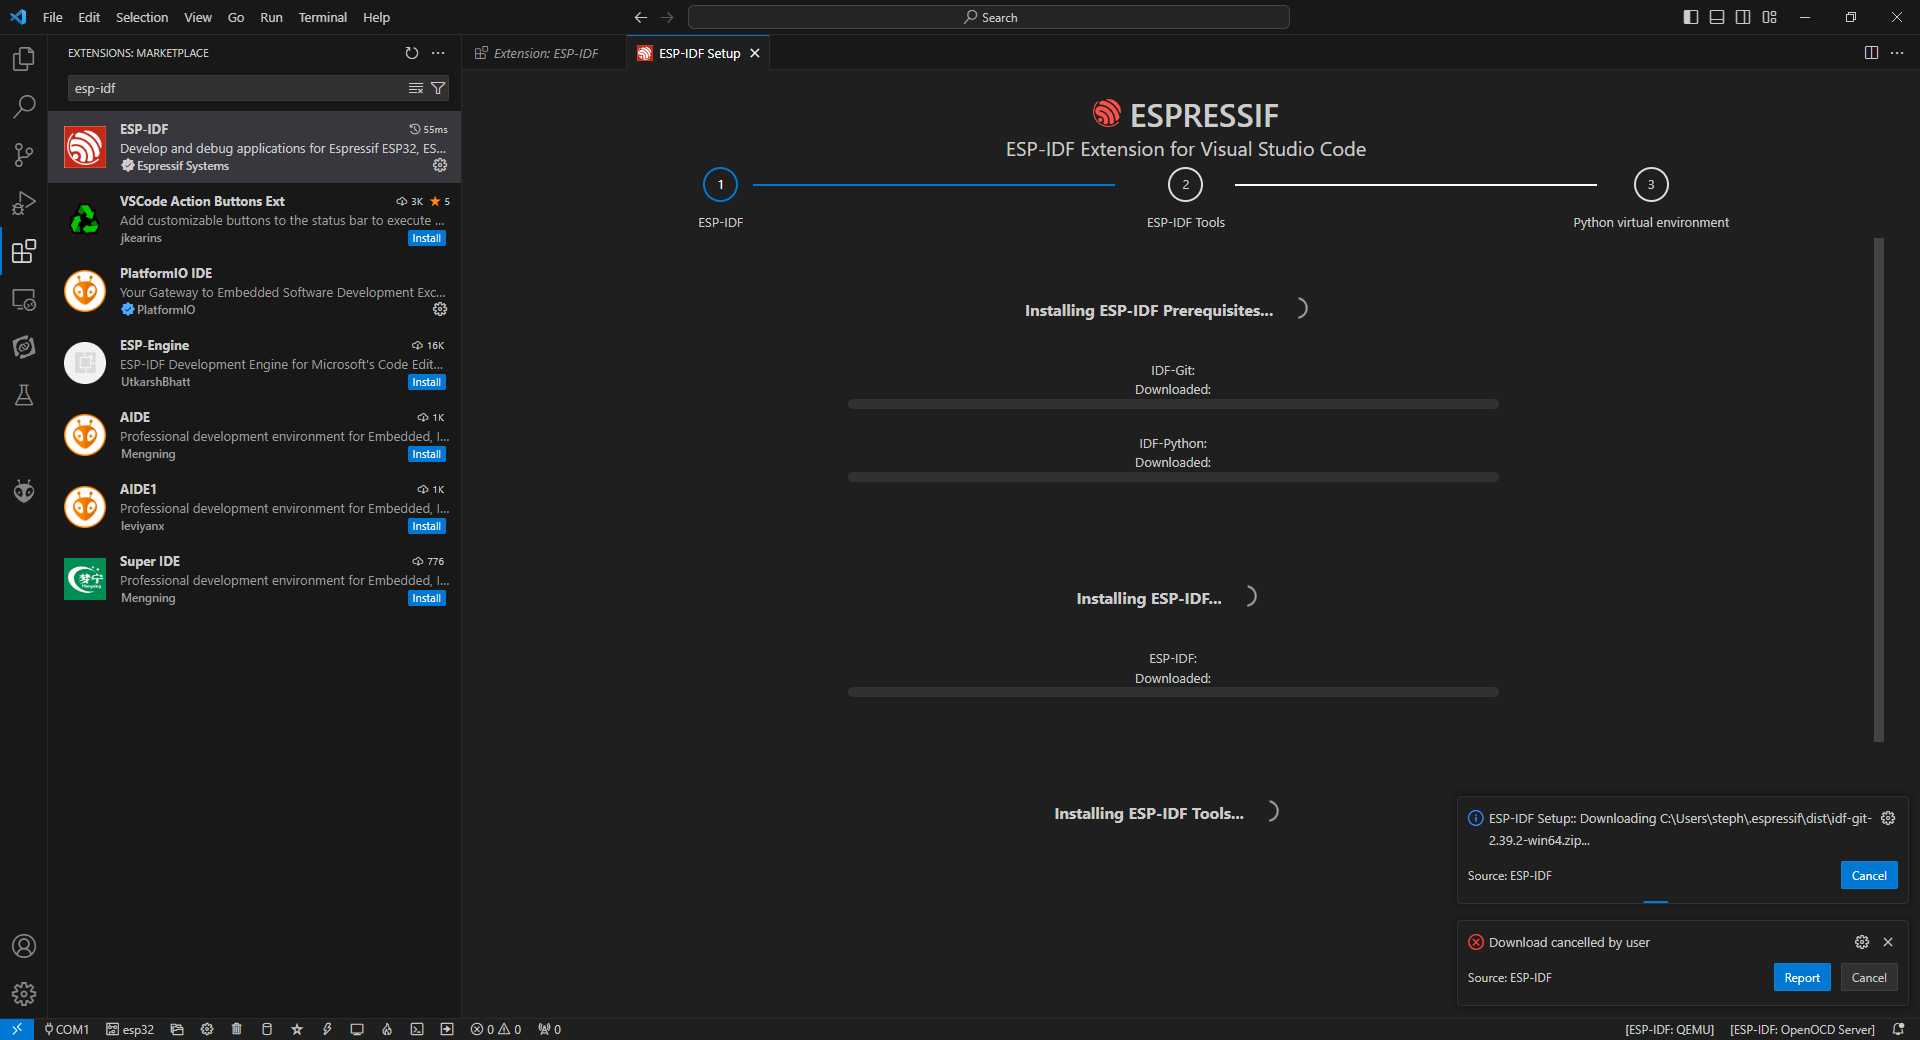 File Edit Selection View Go Run Terminal Help
Search
EXTENSIONS: MARKETPLACE
esp-idf
ESP-IDF 55ms
Develop and debug applications for Espressif ESP32, ES...
Espressif Systems
VSCode Action Buttons Ext 3K 5
Add customizable buttons to the status bar to execute ...
jkearins Install
PlatformIO IDE
Your Gateway to Embedded Software Development Exc...
PlatformIO
ESP-Engine 16K
ESP-IDF Development Engine for Microsoft's Code Edit...
UtkarshBhatt Install
AIDE 1K
Professional development environment for Embedded, I...
Mengning Install
AIDE1 1K
Professional development environment for Embedded, I...
leviyanx Install
梦宁
Super IDE 776
Professional development environment for Embedded, I...
Mengning Install
Extension: ESP-IDF
ESP-IDF Setup
ESPRESSIF
ESP-IDF Extension for Visual Studio Code
1 2 3
ESP-IDF ESP-IDF Tools Python virtual environment
Installing ESP-IDF Prerequisites...
IDF-Git:
Downloaded:
IDF-Python:
Downloaded:
Installing ESP-IDF...
ESP-IDF:
Downloaded:
Installing ESP-IDF Tools...
ESP-IDF Setup:: Downloading C:\Users\steph\.espressif\dist\idf-git-
2.39.2-win64.zip...
Source: ESP-IDF Cancel
Download cancelled by user
Source: ESP-IDF Report Cancel
COM1 esp32 0 0 0 [ESP-IDF: QEMU] [ESP-IDF: OpenOCD Server]